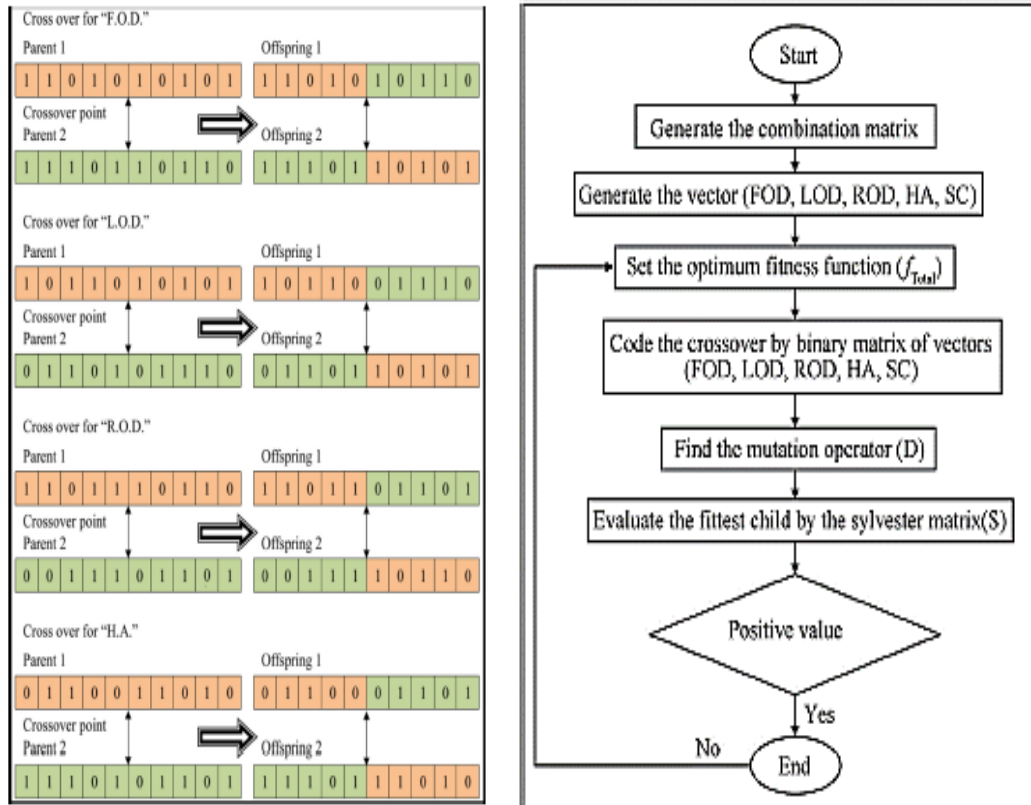 Cross over for "F.O.D."
Parent 1
Offspring 1
1 1 0 1 0 1 0 1 0 1
1 1 0 1 0 1 0 1 1 0
Crossover point
Parent 2
Offspring 2
1 1 1 0 1 1 0 1 1 0
1 1 1 0 1 1 0 1 0 1
Cross over for "L.O.D."
Parent 1
Offspring 1
1 0 1 1 0 1 0 1 0 1
1 0 1 1 0 0 1 1 1 0
Crossover point
Parent 2
Offspring 2
0 1 1 0 1 0 1 1 1 0
0 1 1 0 1 1 0 1 0 1
Cross over for "R.O.D."
Parent 1
Offspring 1
1 1 0 1 1 1 0 1 1 0
1 1 0 1 1 0 1 1 0 1
Crossover point
Parent 2
Offspring 2
0 0 1 1 1 0 1 1 0 1
0 0 1 1 1 1 0 1 1 0
Cross over for "H.A."
Parent 1
Offspring 1
0 1 1 0 0 1 1 0 1 0
0 1 1 0 0 0 1 1 0 1
Crossover point
Parent 2
Offspring 2
1 1 1 0 1 0 1 1 0 1
1 1 1 0 1 1 1 0 1 0
Start
Generate the combination matrix
Generate the vector (FOD, LOD, ROD, HA, SC)
Set the optimum fitness function (fTotal)
Code the crossover by binary matrix of vectors
(FOD, LOD, ROD, HA, SC)
Find the mutation operator (D)
Evaluate the fittest child by the sylvester matrix(S)
Positive value
Yes
No
End